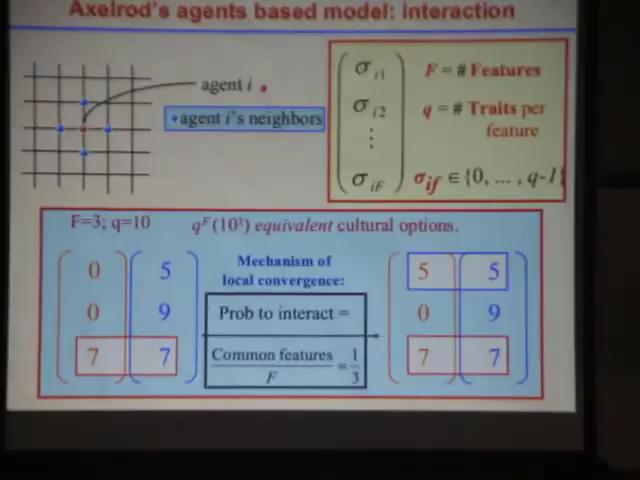 Axelrod's agents based model: interaction
agent i
agent i's neighbors
σ i1
σ i2
⋮
σ iF
F = # Features
q = # Traits per
feature
σif ∈ {0, ... , q-1}
F=3; q=10
q^F (10³) equivalent cultural options.
0 5
0 9
7 7
Mechanism of
local convergence:
Prob to interact =
Common features / F = 1/3
5 5
0 9
7 7